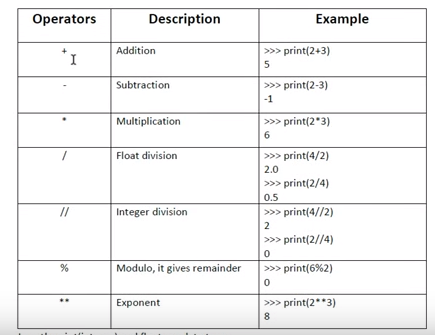 Operators Description Example
+ Addition >>> print(2+3)
5
- Subtraction >>> print(2-3)
-1
* Multiplication >>> print(2*3)
6
/ Float division >>> print(4/2)
2.0
>>> print(2/4)
0.5
// Integer division >>> print(4//2)
2
>>> print(2//4)
0
% Modulo, it gives remainder >>> print(6%2)
0
** Exponent >>> print(2**3)
8